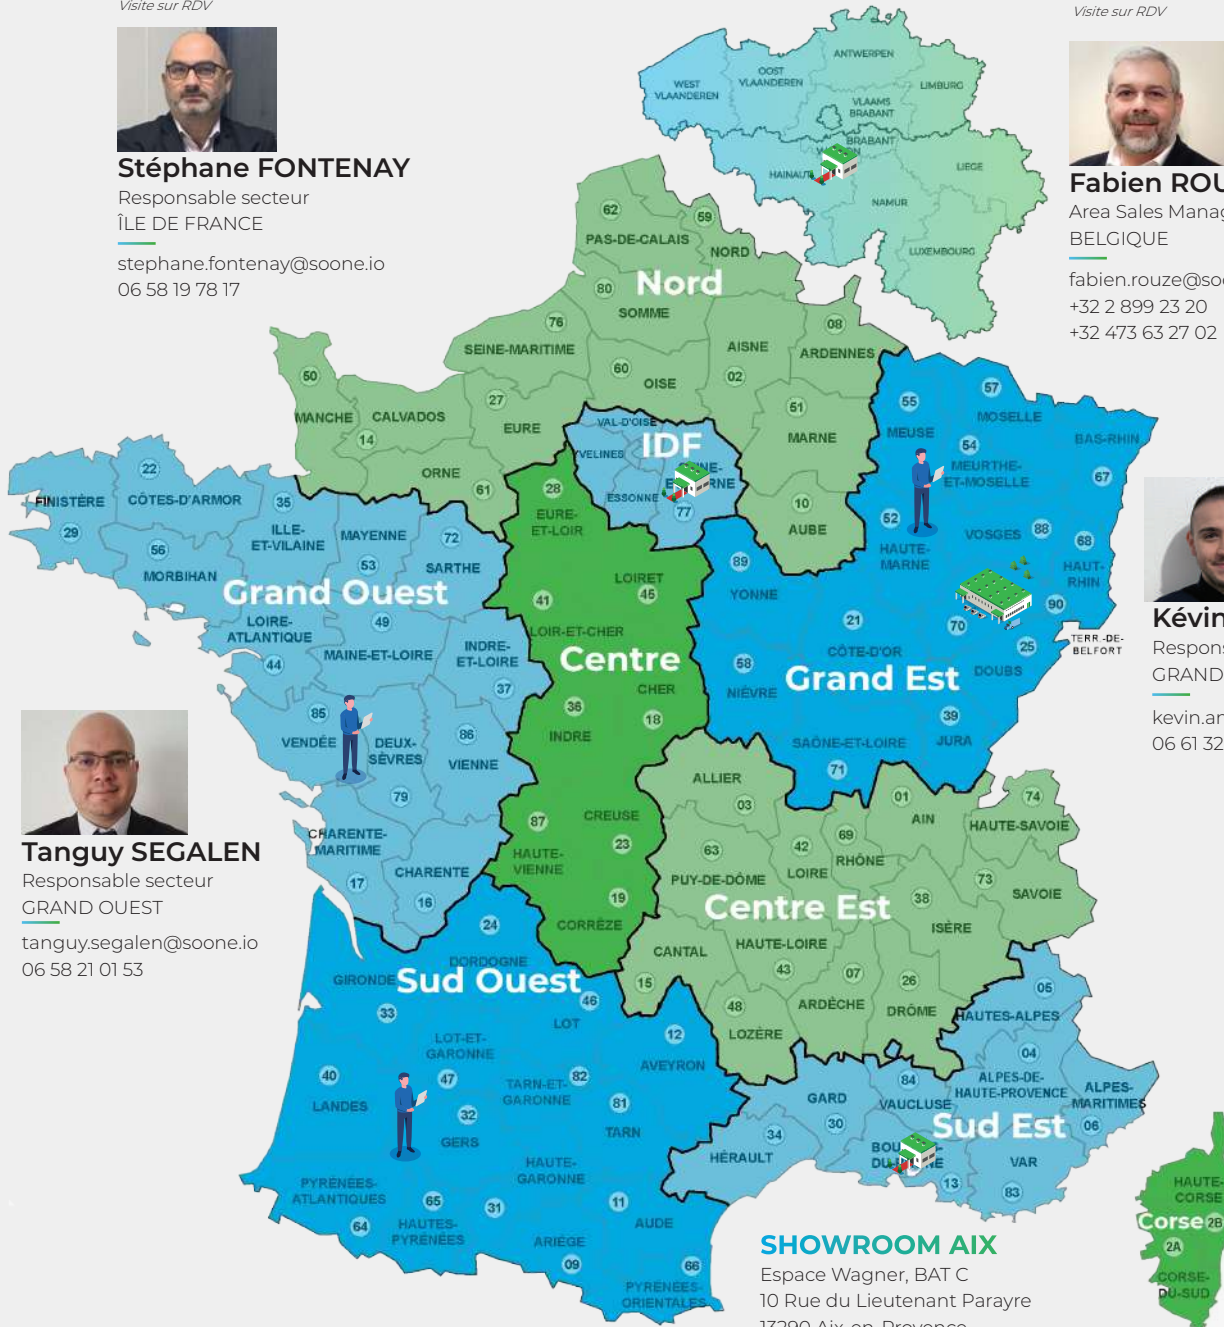 Visite sur RDV
Stéphane FONTENAY
Responsable secteur
ÎLE DE FRANCE
stephane.fontenay@soone.io
06 58 19 78 17
Visite sur RDV
Fabien
Area Sales
BELGIQUE
+32 2 899 23 20
+32 473 63 27 02
WEST
VLAANDEREN
OOST
VLAANDEREN
ANTWERPEN
LIMBURG
VLAAMS
BRABANT
BRABANT
HAINAUT
LIEGE
NAMUR
LUXEMBOURG
62
PAS-DE-CALAIS
59
NORD
Nord
80
SOMME
76
SEINE-MARITIME
60
OISE
AISNE
02
08
ARDENNES
50
MANCHE
CALVADOS
14
27
EURE
ORNE
61
51
MARNE
10
AUBE
VAL-D'OISE
YVELINES
IDF
ESSONNE
77
55
MEUSE
57
MOSELLE
54
MEURTHE-
ET-MOSELLE
BAS-RHIN
67
52
HAUTE-
MARNE
VOSGES
88
68
HAUT-
RHIN
90
TERR.-DE-
BELFORT
89
YONNE
21
CÔTE-D'OR
70
25
DOUBS
58
NIÈVRE
Grand Est
39
JURA
SAÔNE-ET-LOIRE
71
FINISTÈRE
29
22
CÔTES-D'ARMOR
35
ILLE-
ET-VILAINE
MAYENNE
53
72
SARTHE
56
MORBIHAN
Grand Ouest
LOIRE-
ATLANTIQUE
44
49
MAINE-ET-LOIRE
INDRE-
ET-LOIRE
37
85
VENDÉE
DEUX-
SÈVRES
79
86
VIENNE
CHARENTE-
MARITIME
17
CHARENTE
16
28
EURE-
ET-LOIR
LOIRET
45
41
LOIR-ET-CHER
Centre
CHER
18
36
INDRE
CREUSE
23
87
HAUTE-
VIENNE
19
CORRÈZE
Kévin
GRAND
06 61 32
Tanguy SEGALEN
Responsable secteur
GRAND OUEST
tanguy.segalen@soone.io
06 58 21 01 53
ALLIER
03
01
AIN
74
HAUTE-SAVOIE
63
PUY-DE-DÔME
42
LOIRE
69
RHÔNE
73
SAVOIE
Centre Est
38
ISÈRE
CANTAL
15
HAUTE-LOIRE
43
07
ARDÈCHE
26
DRÔME
48
LOZÈRE
24
DORDOGNE
GIRONDE
33
Sud Ouest
46
LOT
12
AVEYRON
LOT-ET-
GARONNE
47
40
LANDES
TARN-ET-
GARONNE
82
81
TARN
32
GERS
HAUTE-
GARONNE
31
PYRÉNÉES-
ATLANTIQUES
64
65
HAUTES-
PYRÉNÉES
ARIÈGE
09
11
AUDE
66
PYRÉNÉES-
ORIENTALES
05
HAUTES-ALPES
04
ALPES-DE-
HAUTE-PROVENCE
ALPES-
MARITIMES
06
84
VAUCLUSE
GARD
30
34
HÉRAULT
Sud Est
13
VAR
83
HAUTE-
CORSE
Corse
2B
2A
CORSE-
DU-SUD
SHOWROOM AIX
Espace Wagner, BAT C
10 Rue du Lieutenant Parayre
13290 Aix-en-Provence